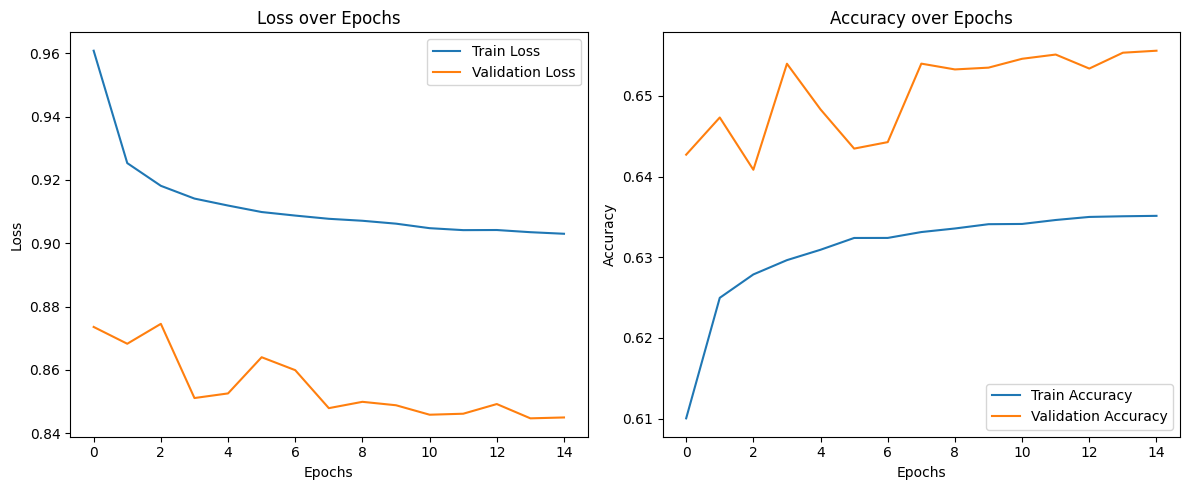 Loss over Epochs
0.96
0.94
0.92
0.90
0.88
0.86
0.84
Loss
0 2 4 6 8 10 12 14
Epochs
Train Loss
Validation Loss
Accuracy over Epochs
0.65
0.64
0.63
0.62
0.61
Accuracy
0 2 4 6 8 10 12 14
Epochs
Train Accuracy
Validation Accuracy